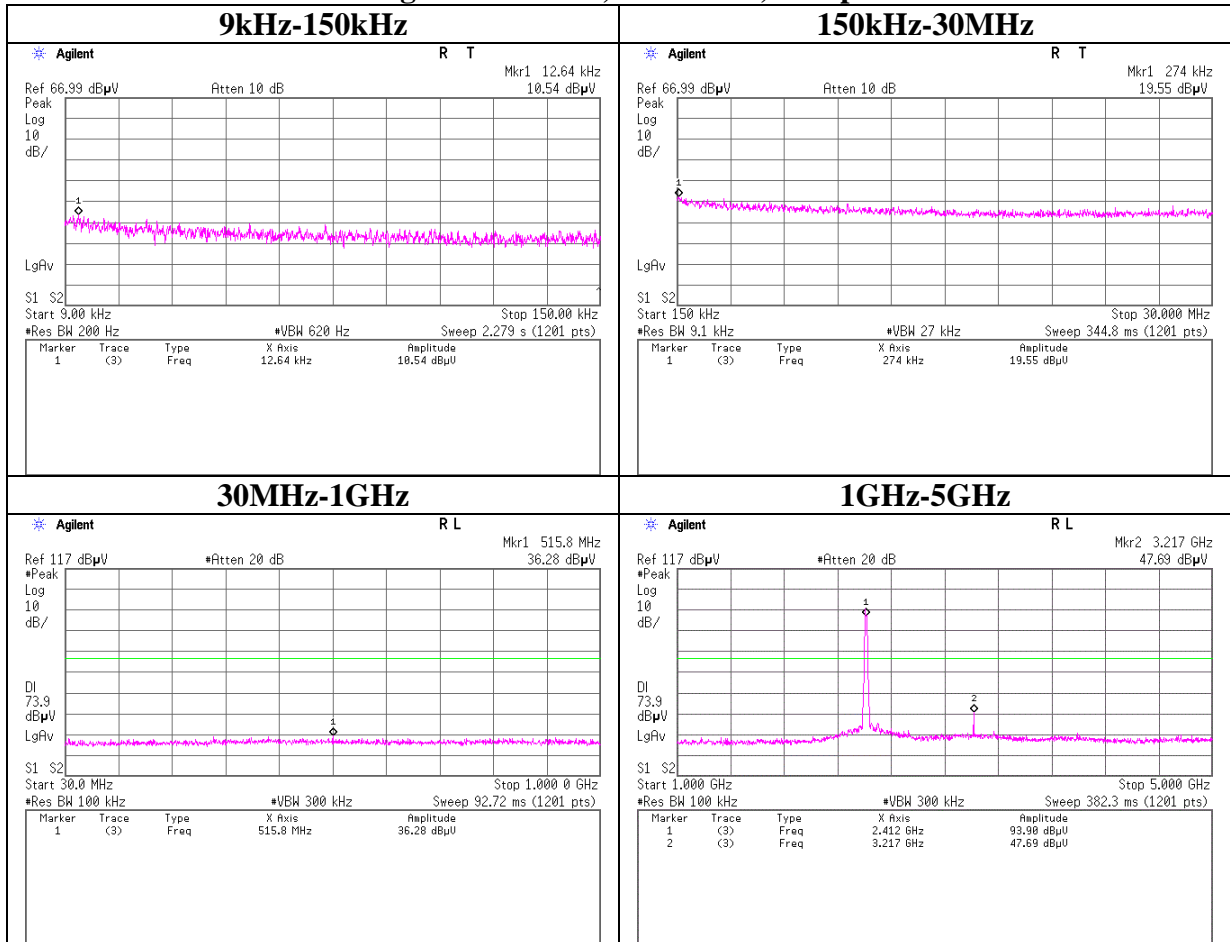 9kHz-150kHz
Agilent R T
Mkr1 12.64 kHz
Ref 66.99 dBµV Atten 10 dB 10.54 dBµV
Peak
Log
10
dB/
1
LgAv
S1 S2
Start 9.00 kHz Stop 150.00 kHz
#Res BW 200 Hz #VBW 620 Hz Sweep 2.279 s (1201 pts)
Marker Trace Type X Axis Amplitude
1 (3) Freq 12.64 kHz 10.54 dBµV
150kHz-30MHz
Agilent R T
Mkr1 274 kHz
Ref 66.99 dBµV Atten 10 dB 19.55 dBµV
Peak
Log
10
dB/
1
LgAv
S1 S2
Start 150 kHz Stop 30.000 MHz
#Res BW 9.1 kHz #VBW 27 kHz Sweep 344.8 ms (1201 pts)
Marker Trace Type X Axis Amplitude
1 (3) Freq 274 kHz 19.55 dBµV
30MHz-1GHz
Agilent R L
Mkr1 515.8 MHz
Ref 117 dBµV #Atten 20 dB 36.28 dBµV
#Peak
Log
10
dB/
DI
73.9
dBµV
1
LgAv
S1 S2
Start 30.0 MHz Stop 1.000 0 GHz
#Res BW 100 kHz #VBW 300 kHz Sweep 92.72 ms (1201 pts)
Marker Trace Type X Axis Amplitude
1 (3) Freq 515.8 MHz 36.28 dBµV
1GHz-5GHz
Agilent R L
Mkr2 3.217 GHz
Ref 117 dBµV #Atten 20 dB 47.69 dBµV
#Peak
Log
10
dB/
1
DI
73.9
dBµV
2
LgAv
S1 S2
Start 1.000 GHz Stop 5.000 GHz
#Res BW 100 kHz #VBW 300 kHz Sweep 382.3 ms (1201 pts)
Marker Trace Type X Axis Amplitude
1 (3) Freq 2.412 GHz 93.90 dBµV
2 (3) Freq 3.217 GHz 47.69 dBµV